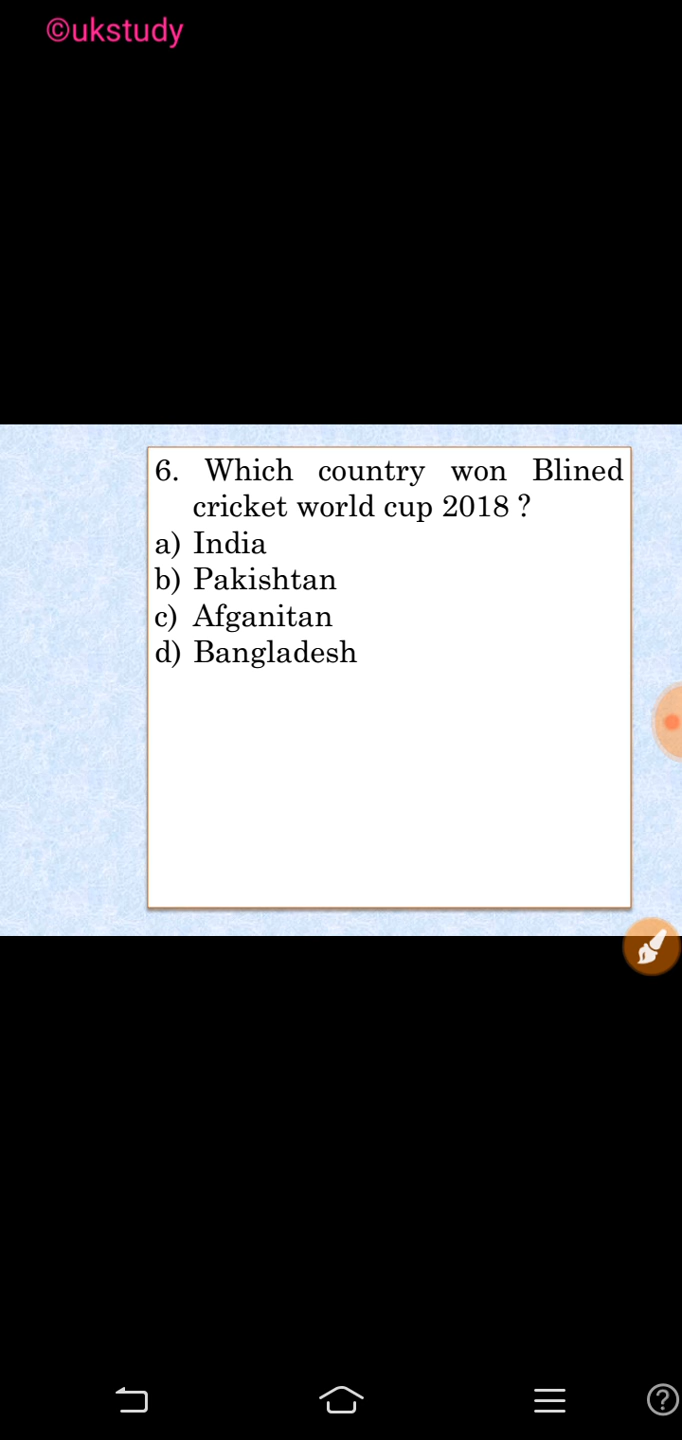 ©ukstudy
6. Which country won Blined
cricket world cup 2018 ?
a) India
b) Pakishtan
c) Afganitan
d) Bangladesh